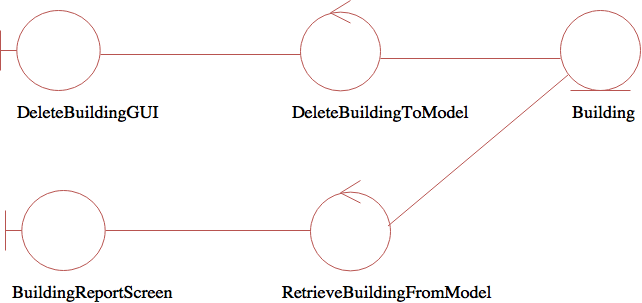 DeleteBuildingGUI
DeleteBuildingToModel
Building
BuildingReportScreen
RetrieveBuildingFromModel